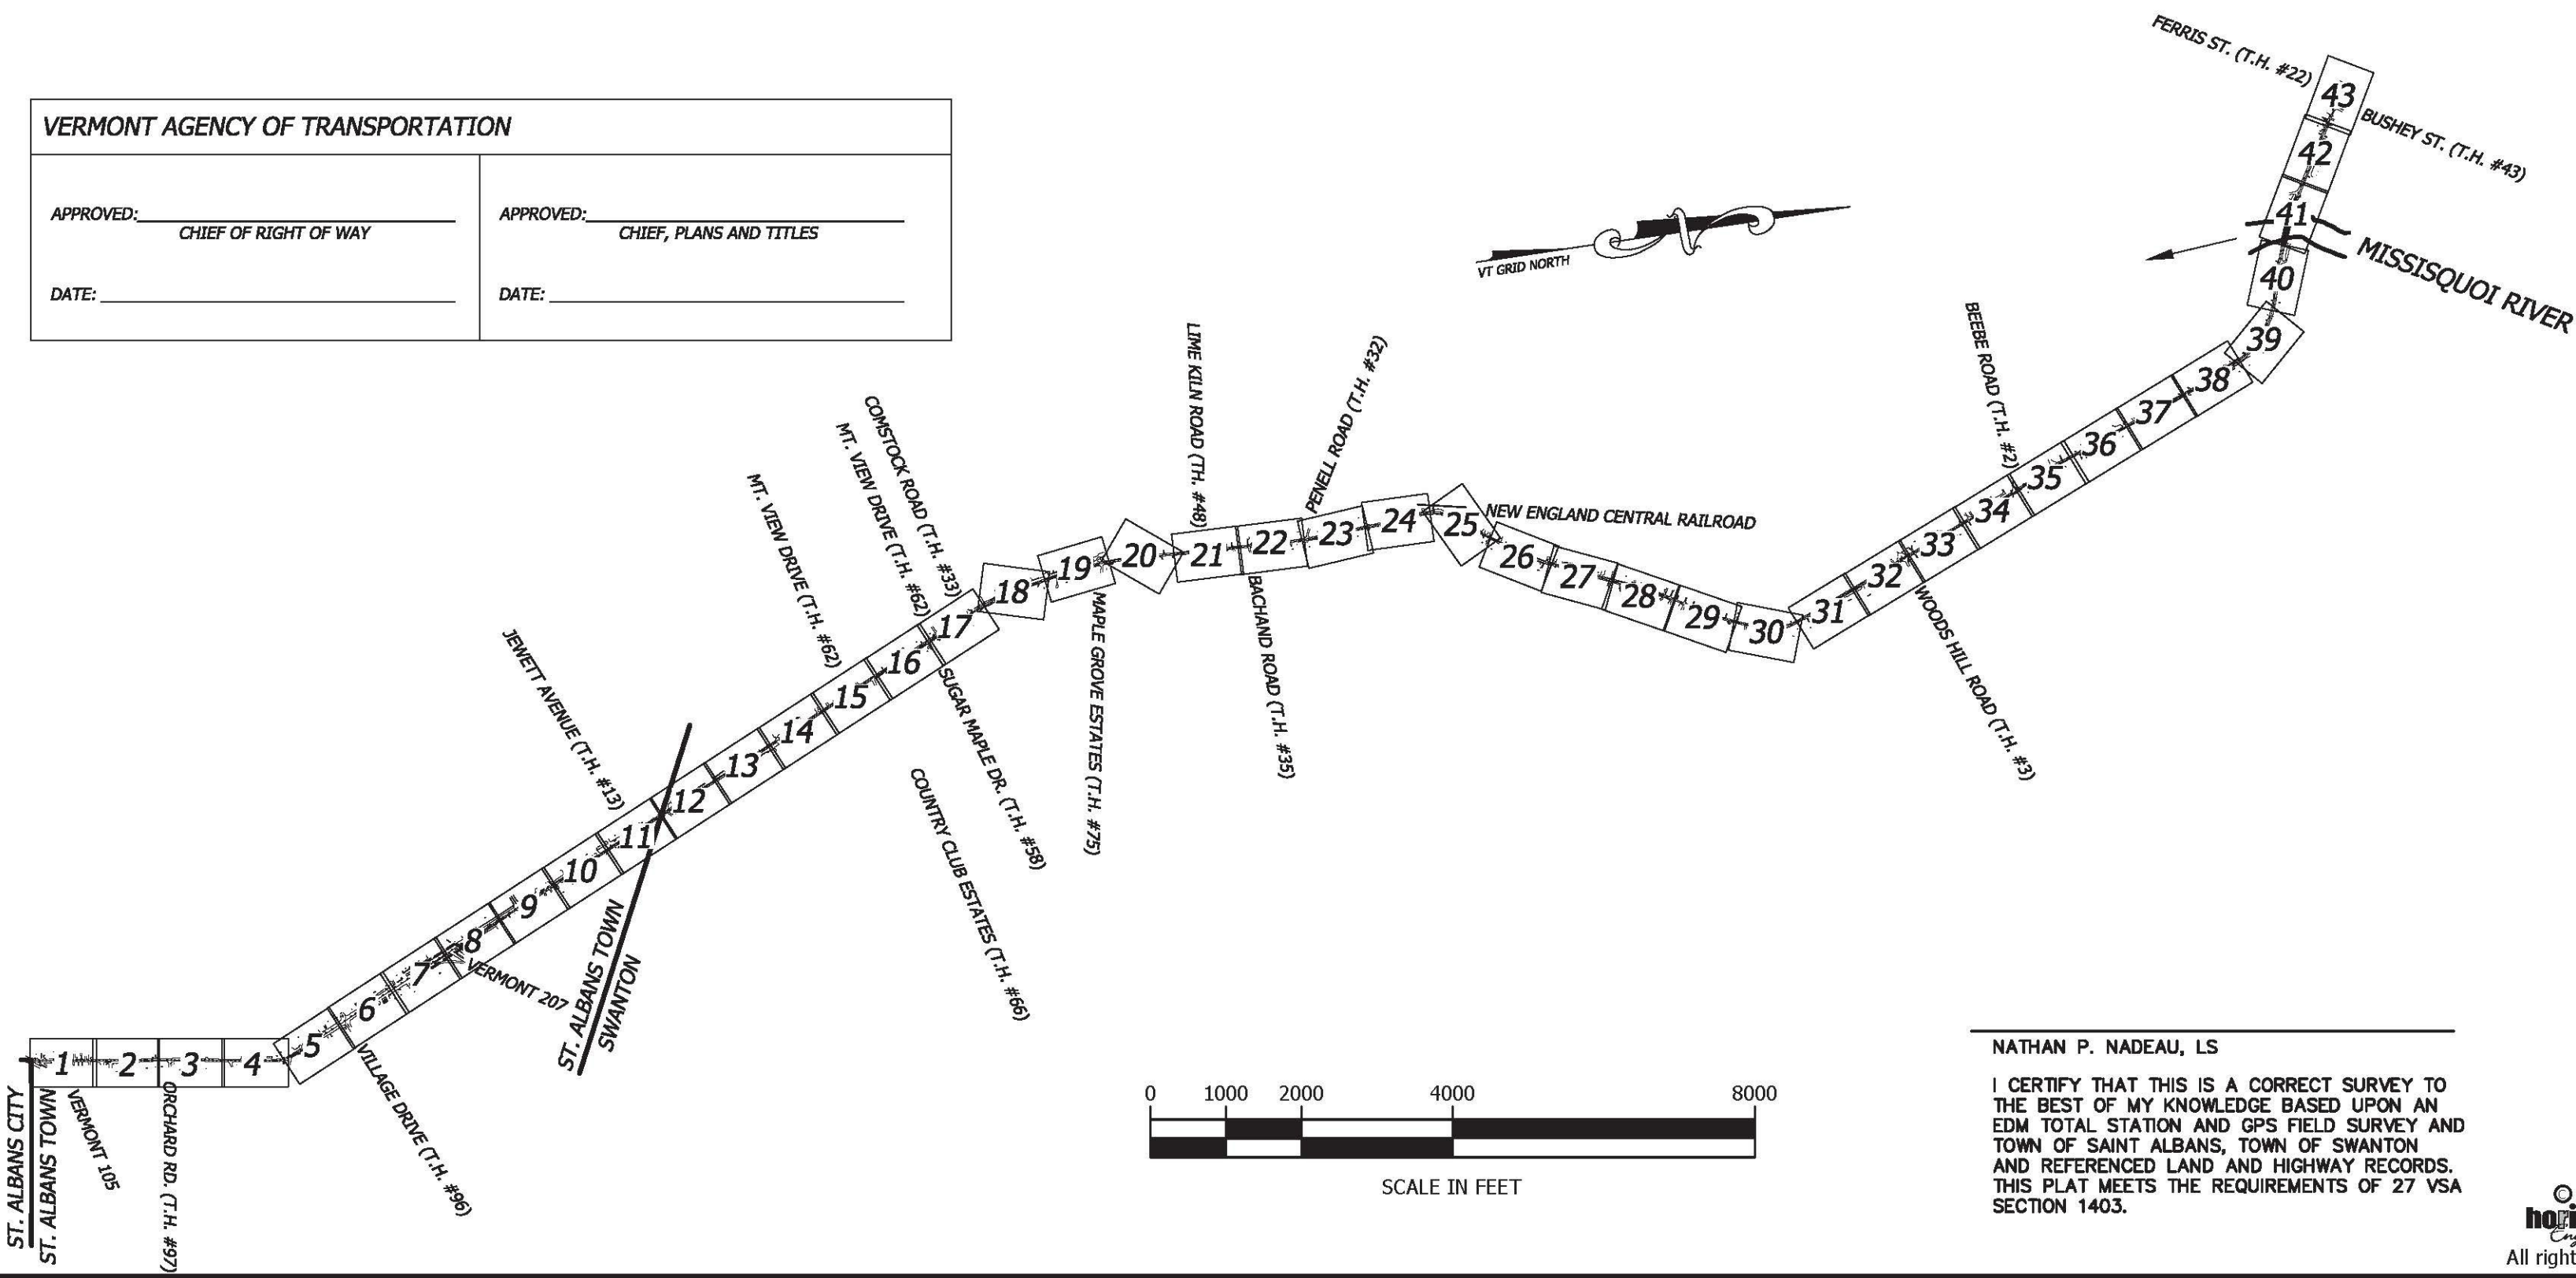 VERMONT AGENCY OF TRANSPORTATION
APPROVED:
CHIEF OF RIGHT OF WAY
DATE:
APPROVED:
CHIEF, PLANS AND TITLES
DATE:
VT GRID NORTH
N
FERRIS ST. (T.H. #22)
BUSHEY ST. (T.H. #43)
MISSISQUOI RIVER
BEEBE ROAD (T.H. #2)
WOODS HILL ROAD (T.H. #3)
NEW ENGLAND CENTRAL RAILROAD
PENELL ROAD (T.H. #32)
LIME KILN ROAD (TH. #48)
BACHAND ROAD (T.H. #35)
MAPLE GROVE ESTATES (T.H. #75)
COMSTOCK ROAD (T.H. #33)
MT. VIEW DRIVE (T.H. #62)
MT. VIEW DRIVE (T.H. #62)
SUGAR MAPLE DR. (T.H. #58)
COUNTRY CLUB ESTATES (T.H. #66)
JEWETT AVENUE (T.H. #13)
ST. ALBANS TOWN
SWANTON
VERMONT 207
VILLAGE DRIVE (T.H. #96)
ORCHARD RD. (T.H. #97)
VERMONT 105
ST. ALBANS CITY
ST. ALBANS TOWN
1
2
3
4
5
6
7
8
9
10
11
12
13
14
15
16
17
18
19
20
21
22
23
24
25
26
27
28
29
30
31
32
33
34
35
36
37
38
39
40
41
42
43
0 1000 2000 4000 8000
SCALE IN FEET
NATHAN P. NADEAU, LS
I CERTIFY THAT THIS IS A CORRECT SURVEY TO
THE BEST OF MY KNOWLEDGE BASED UPON AN
EDM TOTAL STATION AND GPS FIELD SURVEY AND
TOWN OF SAINT ALBANS, TOWN OF SWANTON
AND REFERENCED LAND AND HIGHWAY RECORDS.
THIS PLAT MEETS THE REQUIREMENTS OF 27 VSA
SECTION 1403.
©
hori
Eng
All right